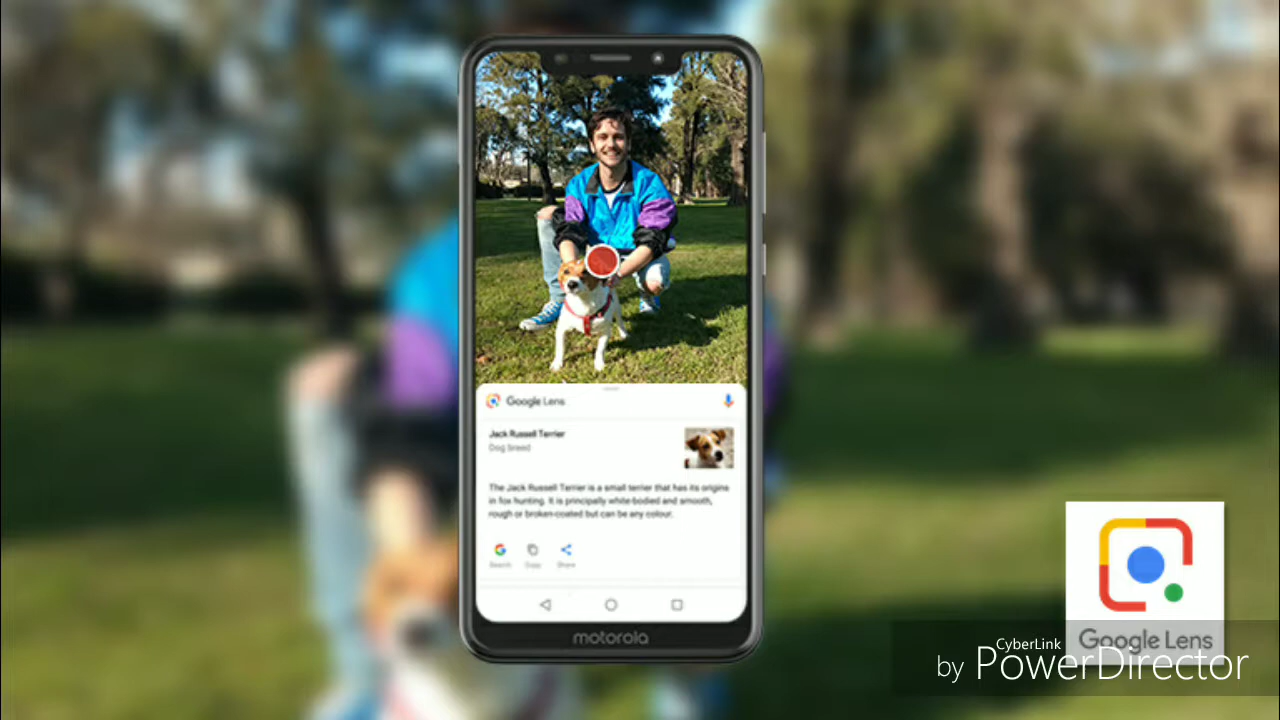 Google Lens
Jack Russell Terrier
Dog breed
The Jack Russell Terrier is a small terrier that has its origins
in fox hunting. It is principally white-bodied and smooth,
rough or broken-coated but can be any colour.
Search Copy Share
motorola
Google Lens
CyberLink
by PowerDirector